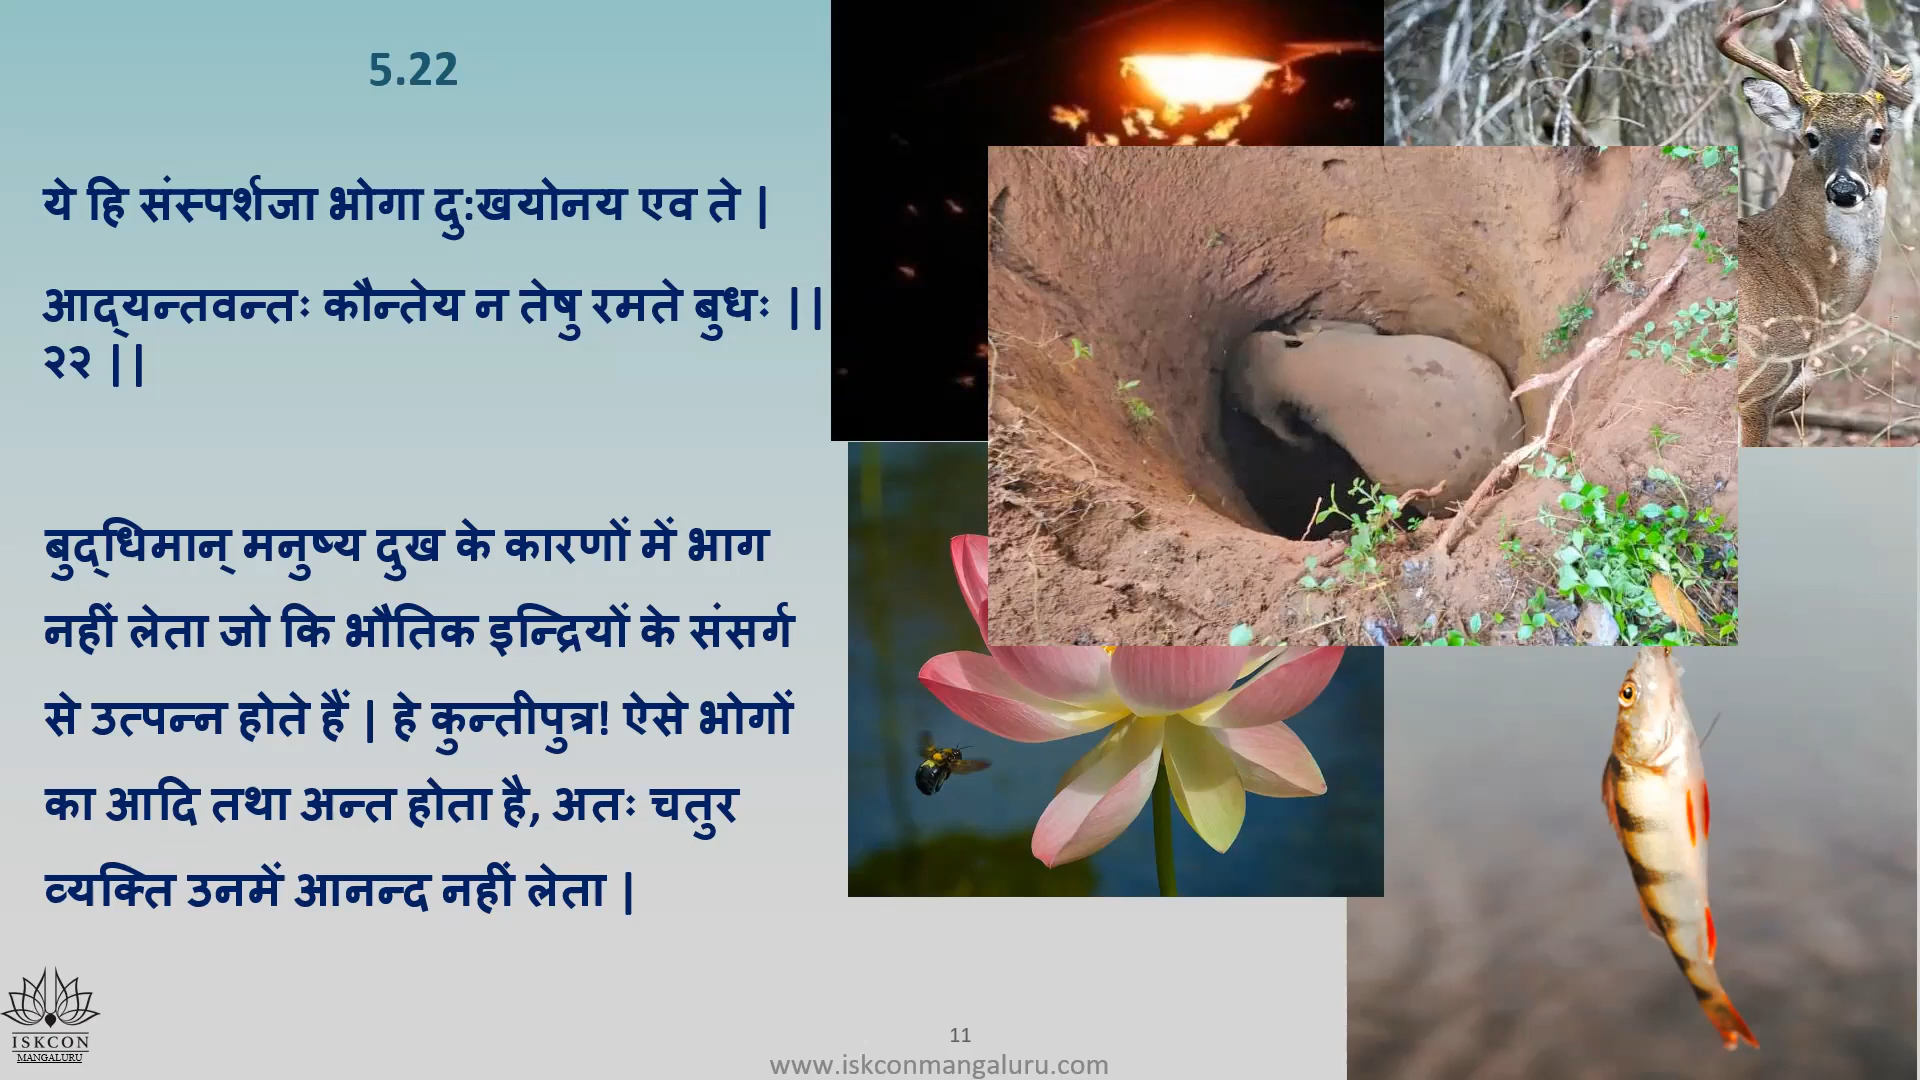 5.22
ये हि संस्पर्शजा भोगा दु:खयोनय एव ते |
आद्यन्तवन्तः कौन्तेय न तेषु रमते बुधः ||
२२ ||
बुद्धिमान् मनुष्य दुख के कारणों में भाग
नहीं लेता जो कि भौतिक इन्द्रियों के संसर्ग
से उत्पन्न होते हैं | हे कुन्तीपुत्र! ऐसे भोगों
का आदि तथा अन्त होता है, अतः चतुर
व्यक्ति उनमें आनन्द नहीं लेता |
ISKCON
MANGALURU
11
www.iskconmangaluru.com